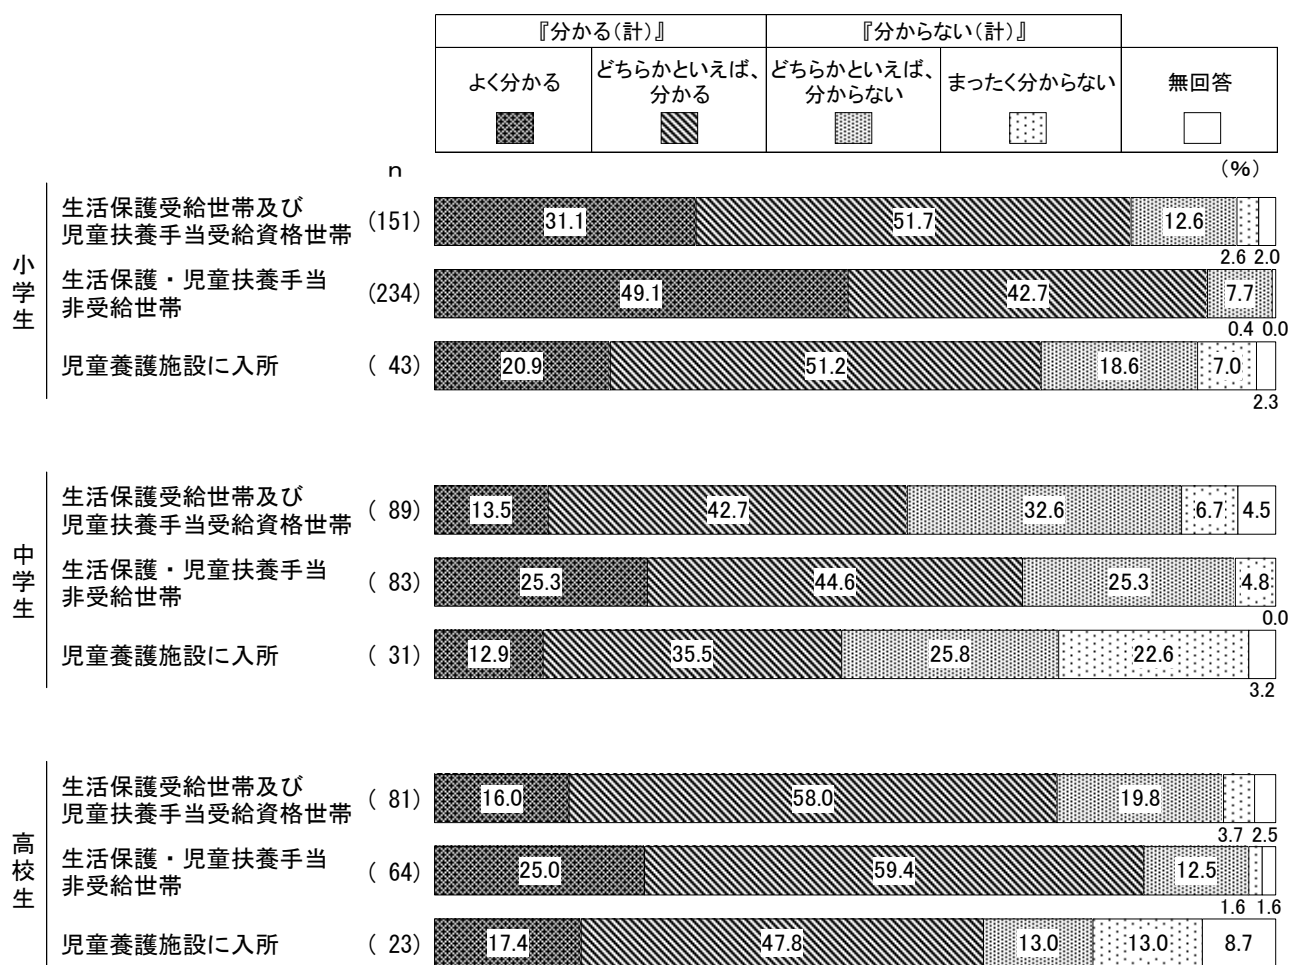 『分かる(計)』 『分からない(計)』
よく分かる どちらかといえば、分かる どちらかといえば、分からない まったく分からない 無回答
n (%)
小学生
生活保護受給世帯及び
児童扶養手当受給資格世帯 (151) 31.1 51.7 12.6
2.6 2.0
生活保護・児童扶養手当
非受給世帯 (234) 49.1 42.7 7.7
0.4 0.0
児童養護施設に入所 ( 43) 20.9 51.2 18.6 7.0
2.3
中学生
生活保護受給世帯及び
児童扶養手当受給資格世帯 ( 89) 13.5 42.7 32.6 6.7 4.5
生活保護・児童扶養手当
非受給世帯 ( 83) 25.3 44.6 25.3 4.8
0.0
児童養護施設に入所 ( 31) 12.9 35.5 25.8 22.6
3.2
高校生
生活保護受給世帯及び
児童扶養手当受給資格世帯 ( 81) 16.0 58.0 19.8
3.7 2.5
生活保護・児童扶養手当
非受給世帯 ( 64) 25.0 59.4 12.5
1.6 1.6
児童養護施設に入所 ( 23) 17.4 47.8 13.0 13.0 8.7